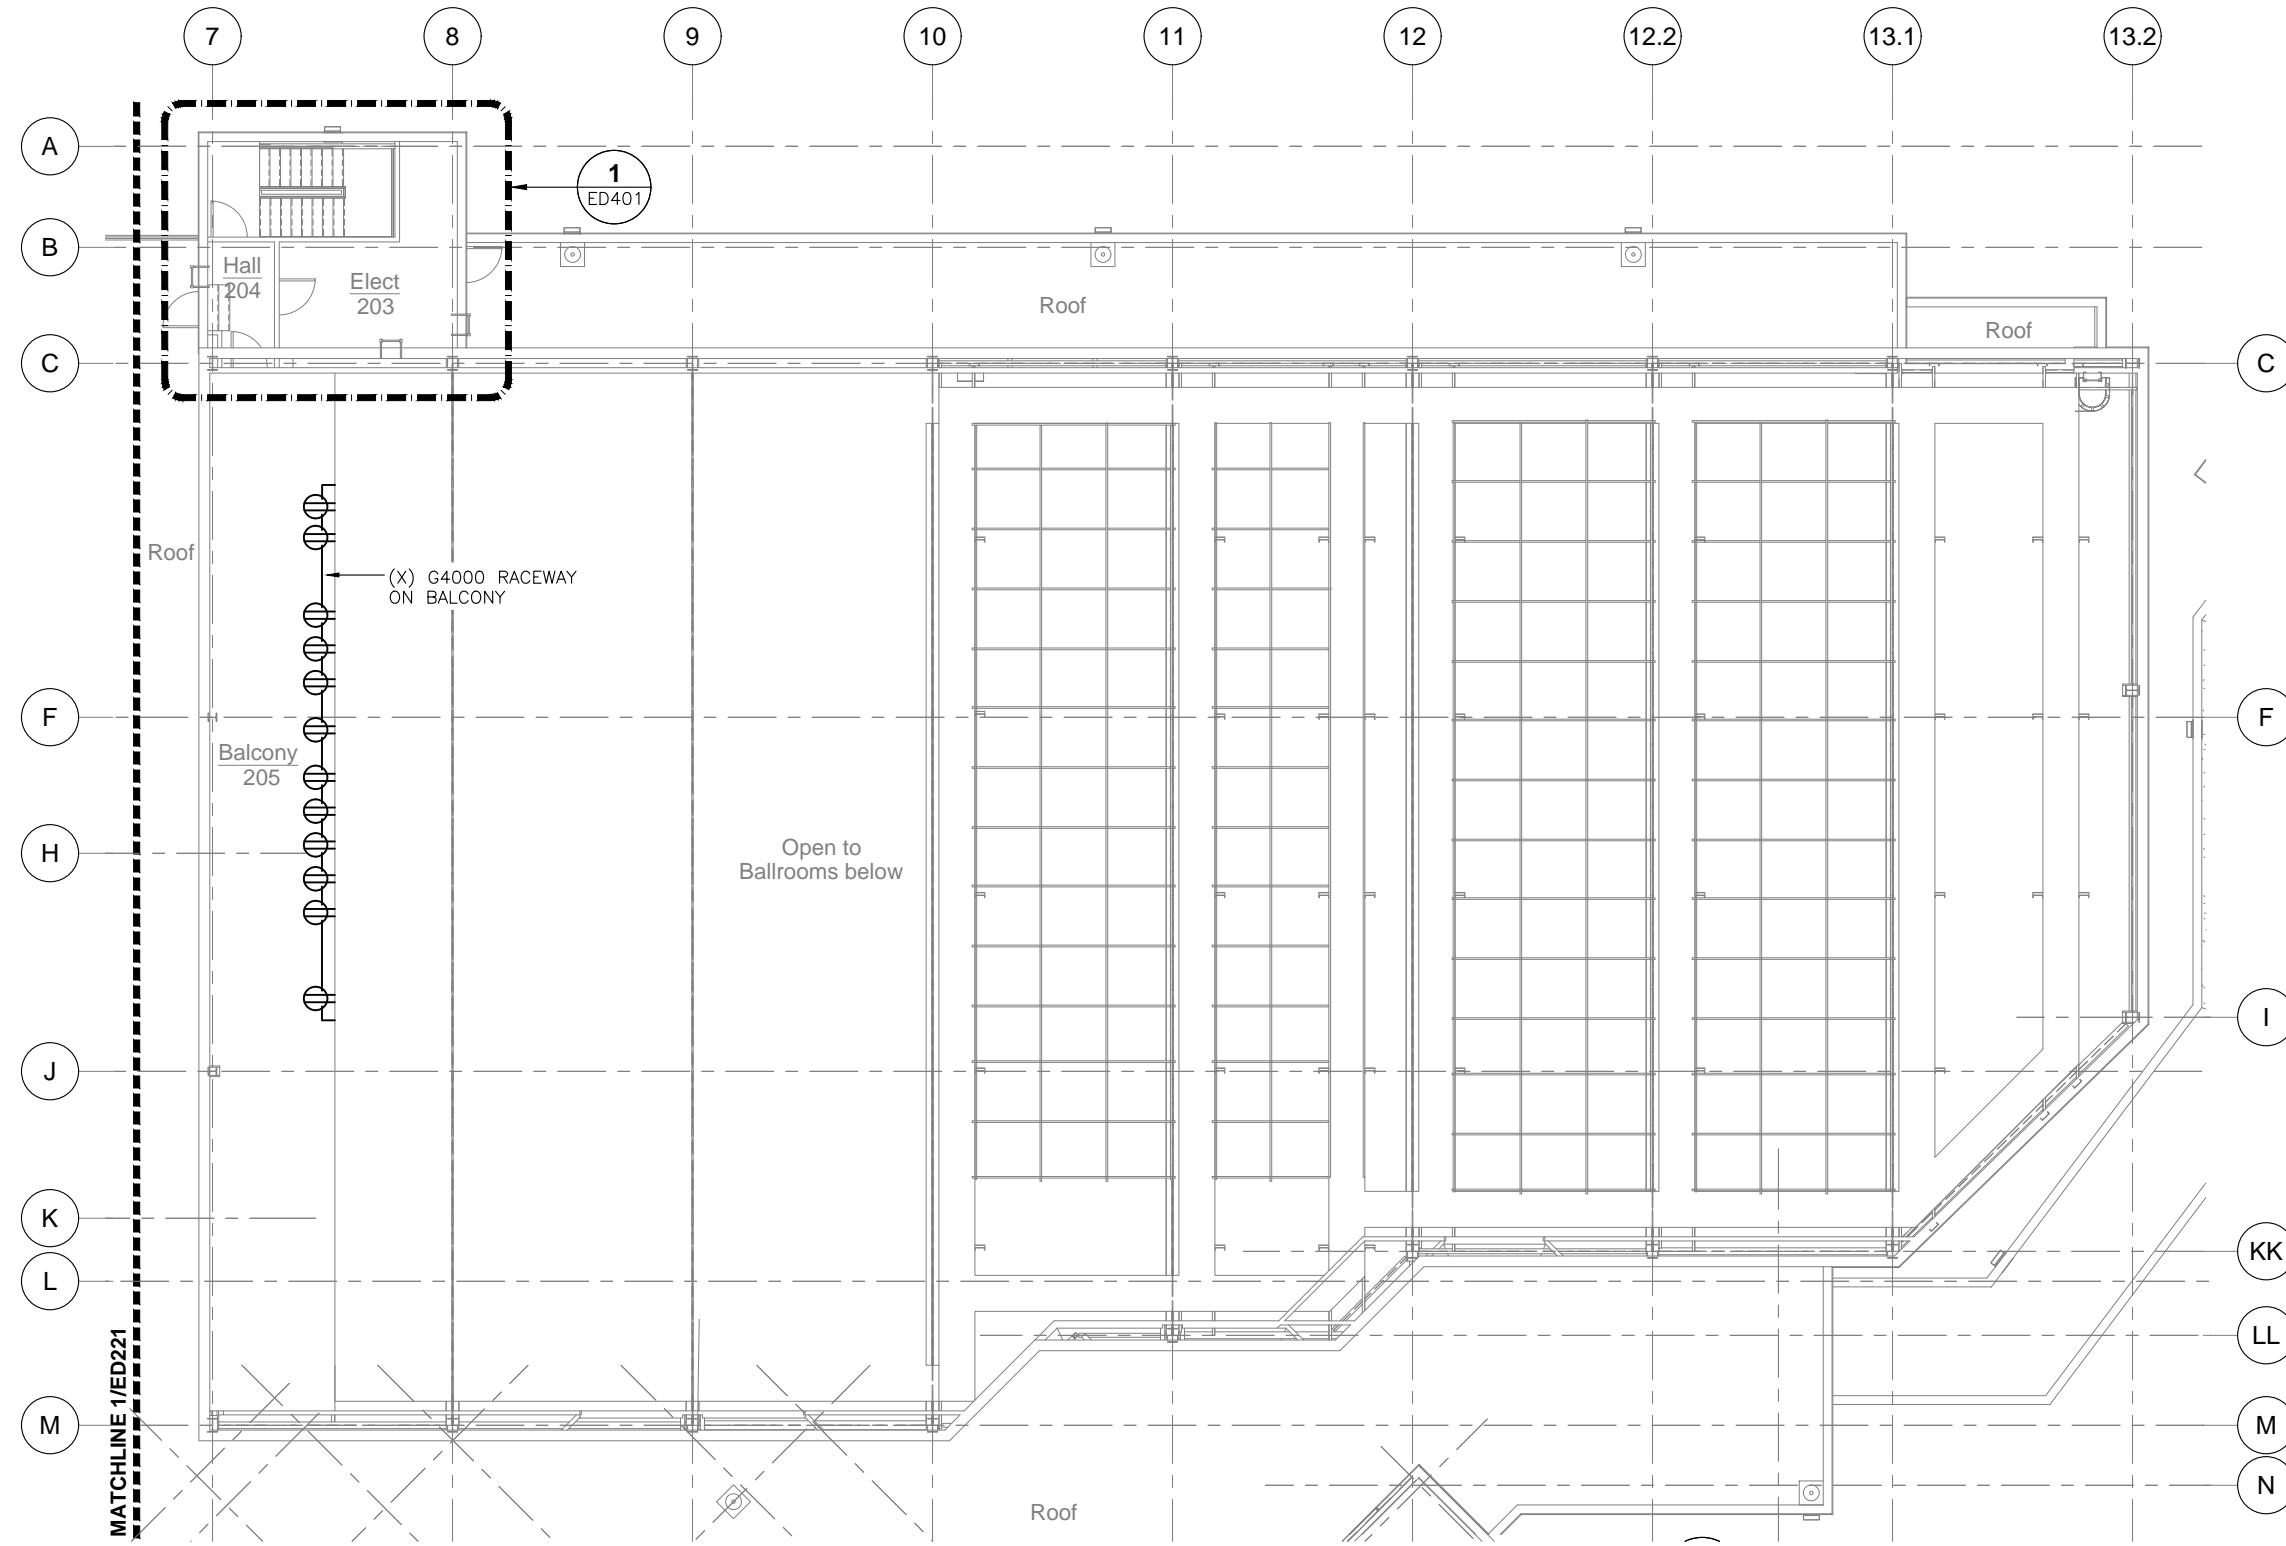 7
8
9
10
11
12
12.2
13.1
13.2
A
1
ED401
B
Hall
204
Elect
203
Roof
Roof
C
C
Roof
(X) G4000 RACEWAY
ON BALCONY
F
F
Balcony
205
H
Open to
Ballrooms below
I
J
K
KK
L
LL
MATCHLINE 1/ED221
M
M
N
Roof